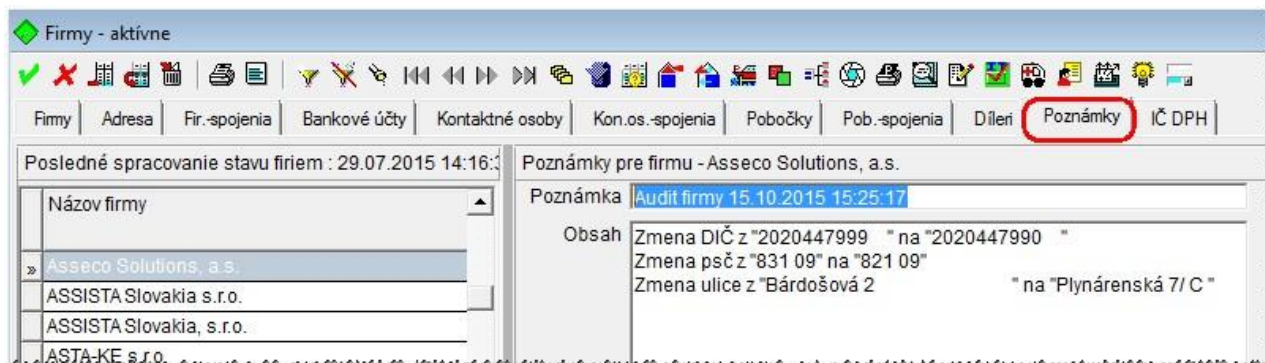 Firmy - aktívne
Firmy Adresa Fir.-spojenia Bankové účty Kontaktné osoby Kon.os.-spojenia Pobočky Pob.-spojenia Díleri Poznámky IČ DPH
Posledné spracovanie stavu firiem : 29.07.2015 14:16:
Názov firmy
Asseco Solutions, a.s.
ASSISTA Slovakia s.r.o.
ASSISTA Slovakia, s.r.o.
ASTA-KE s.r.o.
Poznámky pre firmu - Asseco Solutions, a.s.
Poznámka Audit firmy 15.10.2015 15:25:17
Obsah Zmena DIČ z "2020447999 " na "2020447990 "
Zmena psč z "831 09" na "821 09"
Zmena ulice z "Bárdošová 2 " na "Plynárenská 7/ C "